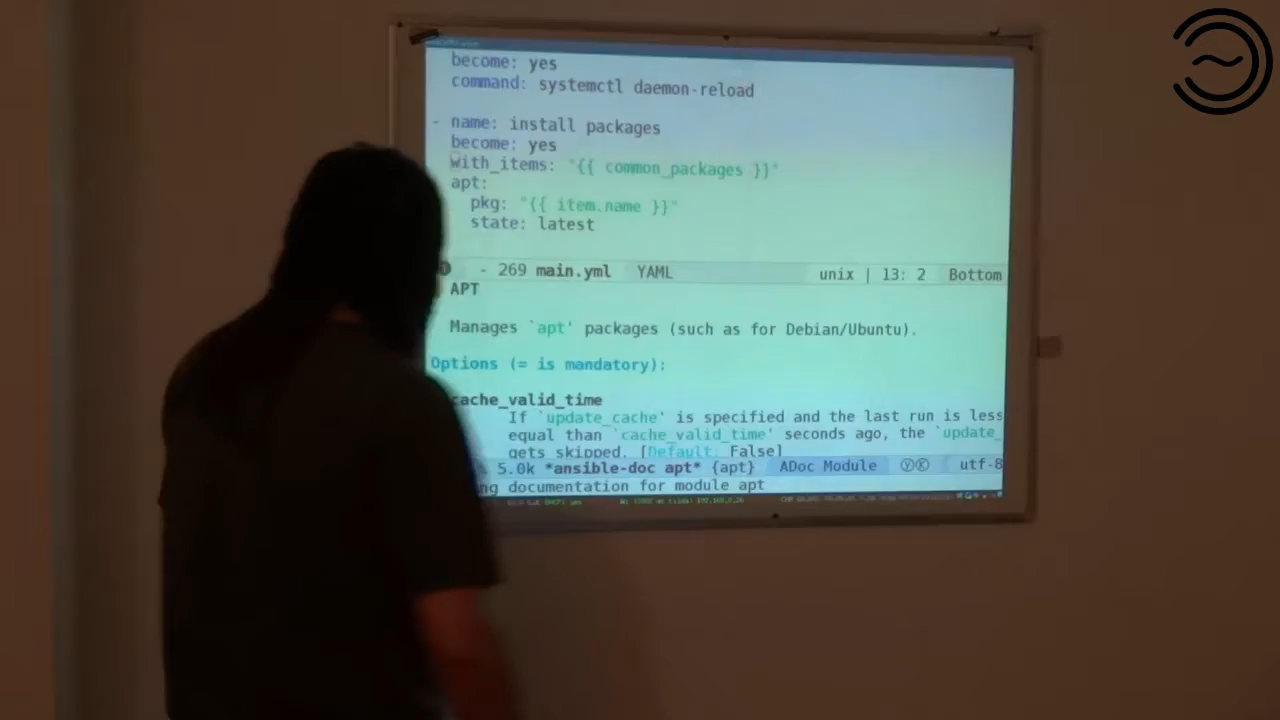 become: yes
command: systemctl daemon-reload
- name: install packages
become: yes
with_items: "{{ common_packages }}"
apt:
pkg: "{{ item.name }}"
state: latest
- 269 main.yml YAML unix | 13: 2 Bottom
APT
Manages `apt' packages (such as for Debian/Ubuntu).
Options (= is mandatory):
cache_valid_time
If `update_cache' is specified and the last run is less
equal than `cache_valid_time' seconds ago, the `update_
gets skipped. [Default: False]
5.0k *ansible-doc apt* {apt} ADoc Module utf-8
ng documentation for module apt